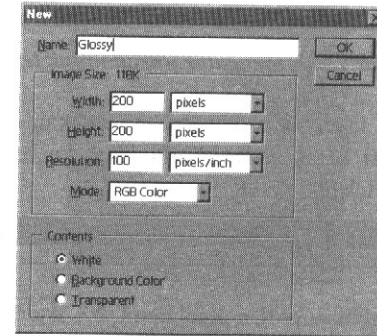 New
Name: Glossy
OK
Cancel
Image Size: 118K
Width: 200 pixels
Height: 200 pixels
Resolution: 100 pixels/inch
Mode: RGB Color
Contents
White
Background Color
Transparent